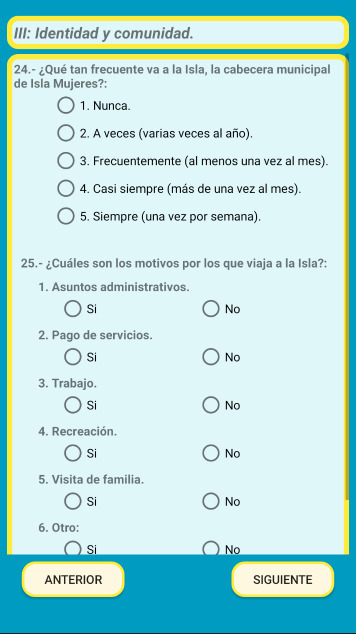 III: Identidad y comunidad.
24.- ¿Qué tan frecuente va a la Isla, la cabecera municipal
de Isla Mujeres?:
1. Nunca.
2. A veces (varias veces al año).
3. Frecuentemente (al menos una vez al mes).
4. Casi siempre (más de una vez al mes).
5. Siempre (una vez por semana).
25.- ¿Cuáles son los motivos por los que viaja a la Isla?:
1. Asuntos administrativos.
Si No
2. Pago de servicios.
Si No
3. Trabajo.
Si No
4. Recreación.
Si No
5. Visita de familia.
Si No
6. Otro:
Si No
ANTERIOR SIGUIENTE